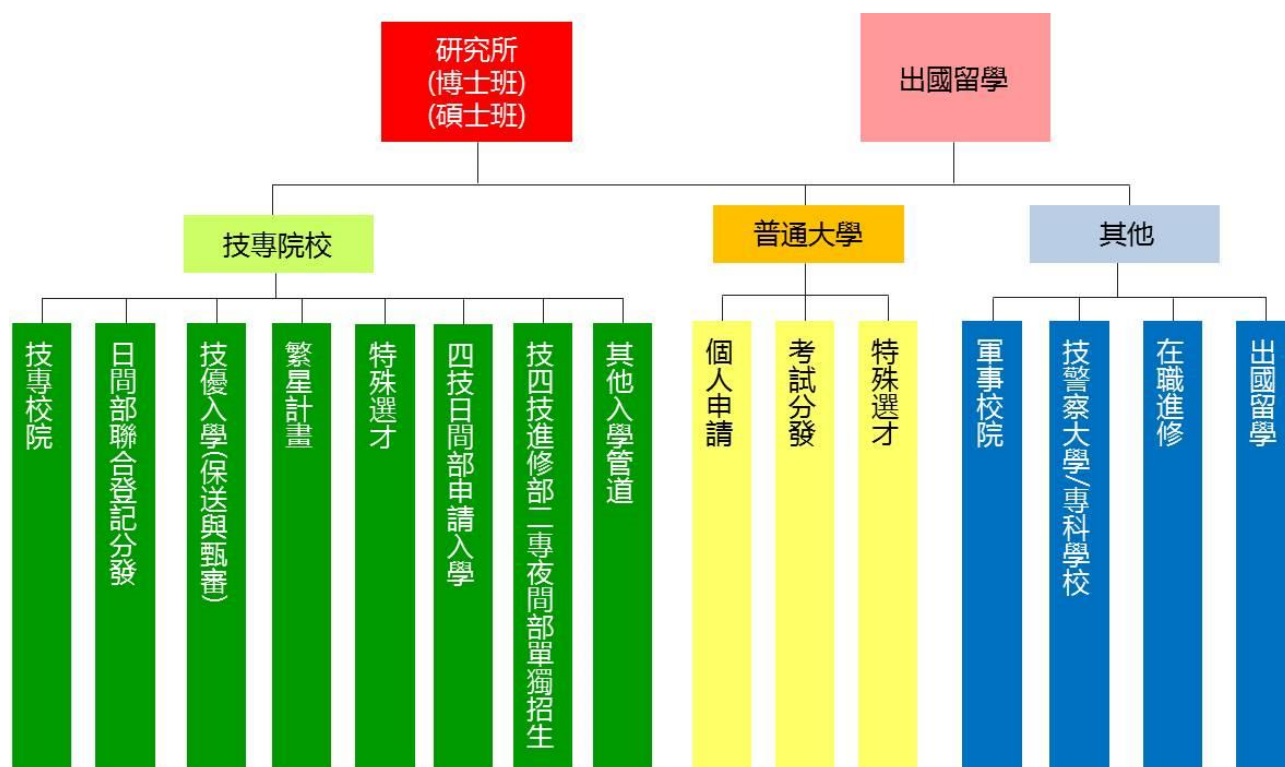 研究所
(博士班)
(碩士班)
出國留學
技專院校
普通大學
其他
技專校院
日間部聯合登記分發
技優入學(保送與甄審)
繁星計畫
特殊選才
四技日間部申請入學
技四技進修部二專夜間部單獨招生
其他入學管道
個人申請
考試分發
特殊選才
軍事校院
技警察大學/專科學校
在職進修
出國留學